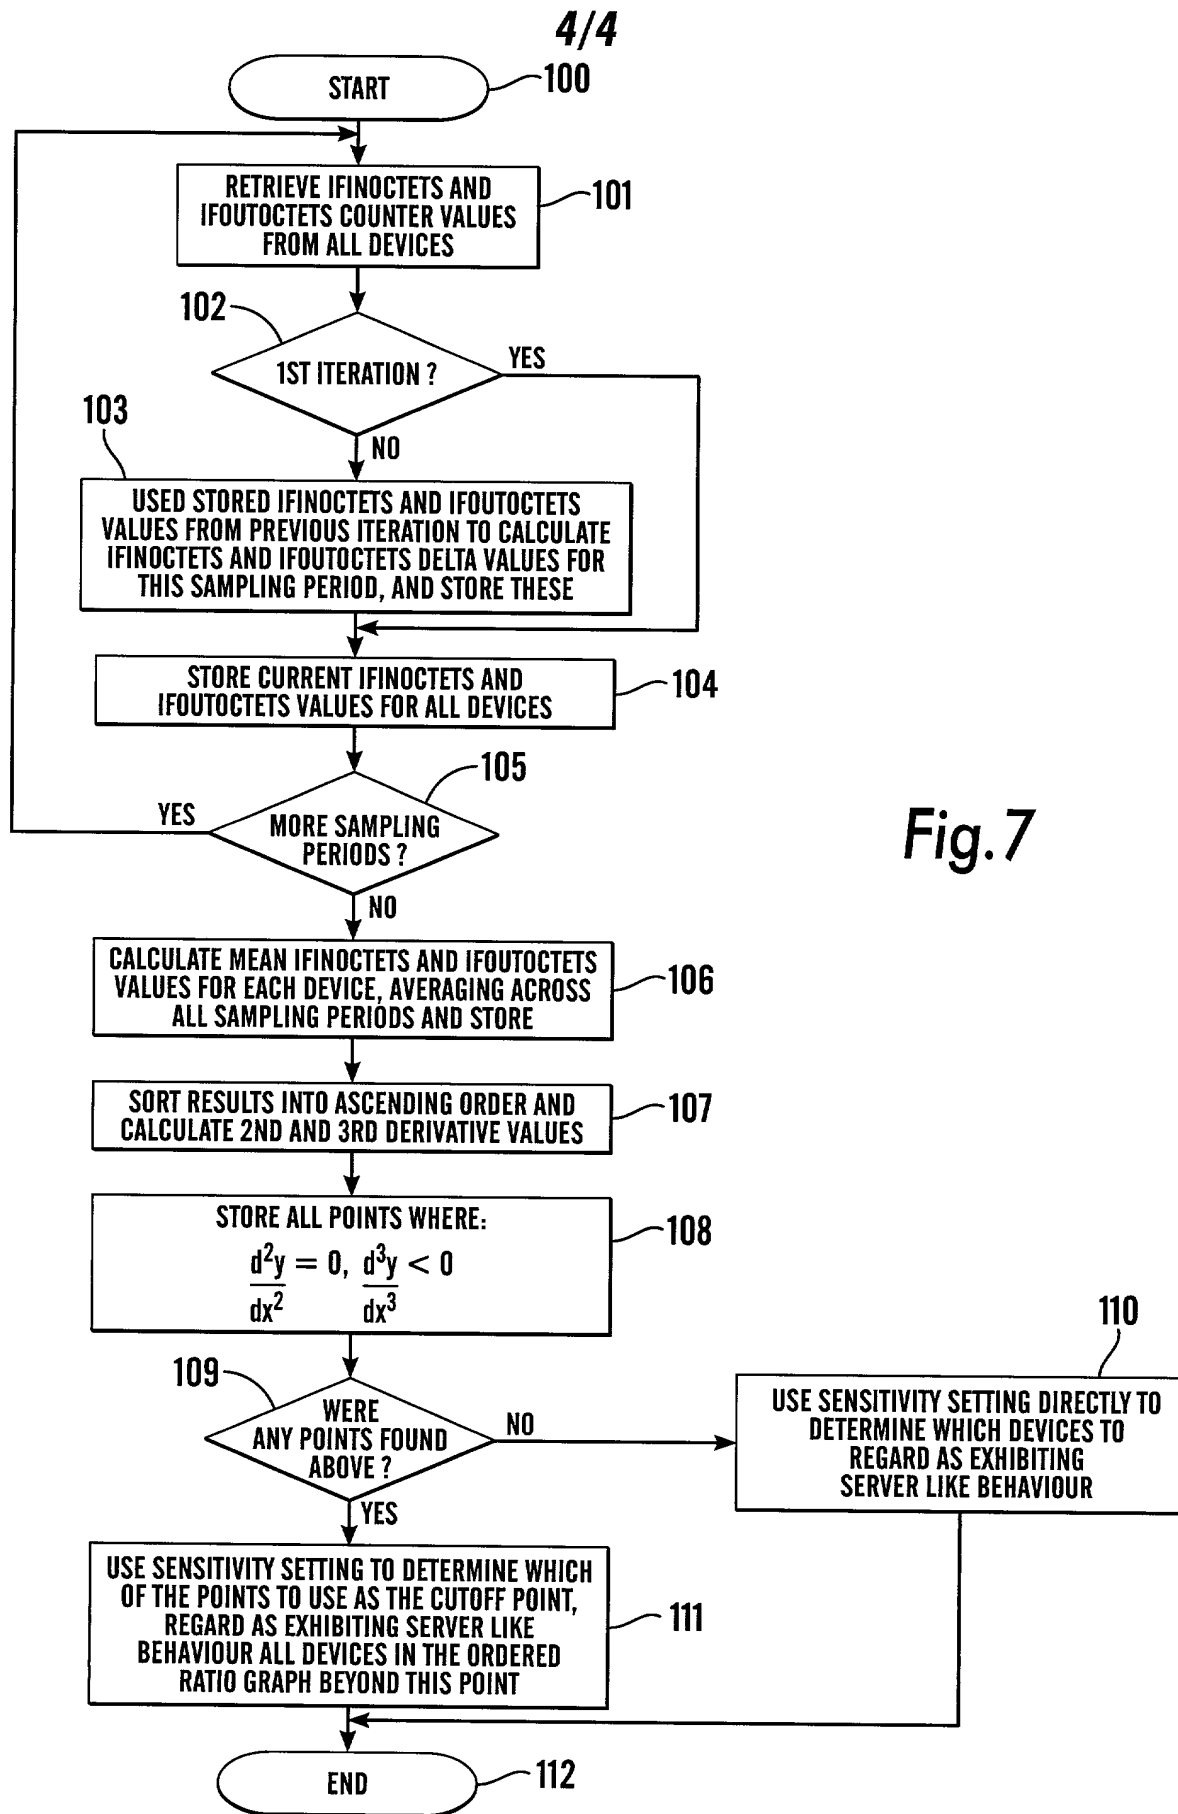 4/4
START
100
RETRIEVE IFINOCTETS AND
IFOUTOCTETS COUNTER VALUES
FROM ALL DEVICES
101
102
1ST ITERATION ?
YES
103
NO
USED STORED IFINOCTETS AND IFOUTOCTETS
VALUES FROM PREVIOUS ITERATION TO CALCULATE
IFINOCTETS AND IFOUTOCTETS DELTA VALUES FOR
THIS SAMPLING PERIOD, AND STORE THESE
STORE CURRENT IFINOCTETS AND
IFOUTOCTETS VALUES FOR ALL DEVICES
104
105
YES
MORE SAMPLING
PERIODS ?
Fig.7
NO
CALCULATE MEAN IFINOCTETS AND IFOUTOCTETS
VALUES FOR EACH DEVICE, AVERAGING ACROSS
ALL SAMPLING PERIODS AND STORE
106
SORT RESULTS INTO ASCENDING ORDER AND
CALCULATE 2ND AND 3RD DERIVATIVE VALUES
107
STORE ALL POINTS WHERE:
108
d²y = 0, d³y < 0
dx² dx³
109
WERE
ANY POINTS FOUND
ABOVE ?
NO
110
USE SENSITIVITY SETTING DIRECTLY TO
DETERMINE WHICH DEVICES TO
REGARD AS EXHIBITING
SERVER LIKE BEHAVIOUR
YES
USE SENSITIVITY SETTING TO DETERMINE WHICH
OF THE POINTS TO USE AS THE CUTOFF POINT,
REGARD AS EXHIBITING SERVER LIKE
BEHAVIOUR ALL DEVICES IN THE ORDERED
RATIO GRAPH BEYOND THIS POINT
111
END
112